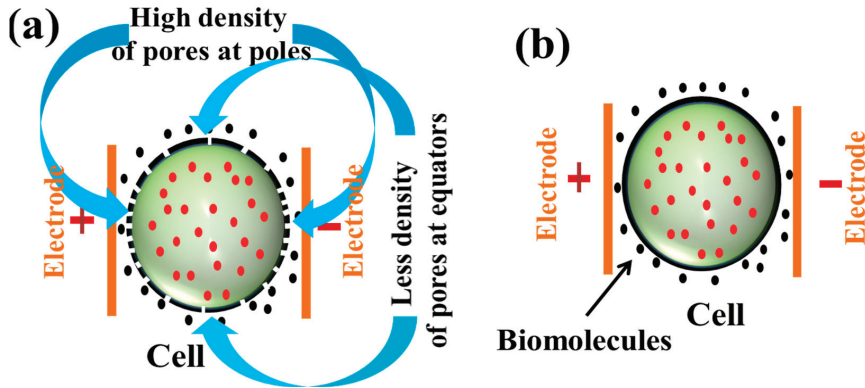 (a)
High density
of pores at poles
Electrode
+
–
Electrode
Less density
of pores at equators
Cell
(b)
Electrode
+
–
Electrode
Cell
Biomolecules